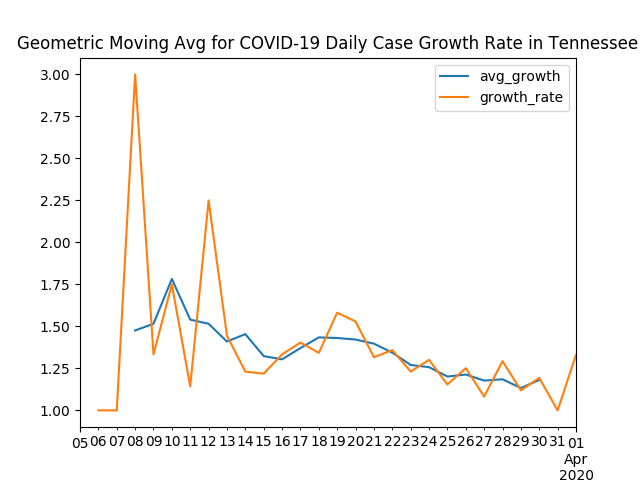 Geometric Moving Avg for COVID-19 Daily Case Growth Rate in Tennessee
avg_growth
growth_rate
3.00
2.75
2.50
2.25
2.00
1.75
1.50
1.25
1.00
05 06 07 08 09 10 11 12 13 14 15 16 17 18 19 20 21 22 23 24 25 26 27 28 29 30 31 01
Apr
2020